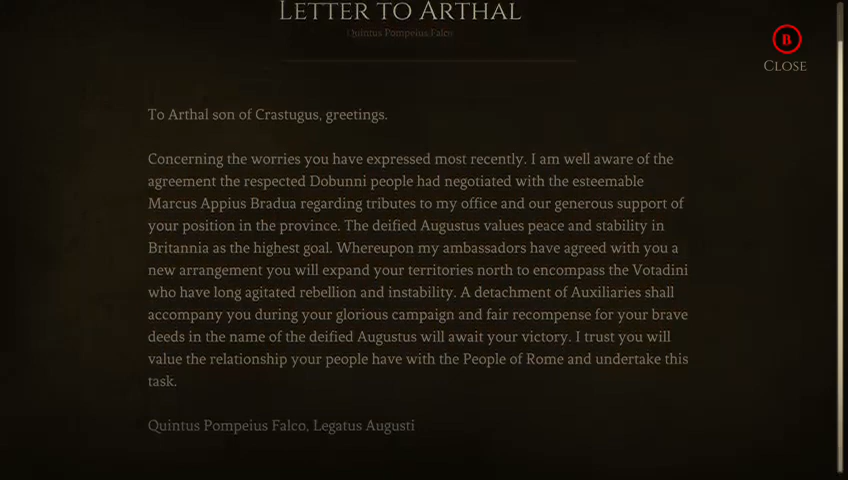 LETTER TO ARTHAL
Quintus Pompeius Falco
B
CLOSE
To Arthal son of Crastugus, greetings.
Concerning the worries you have expressed most recently. I am well aware of the
agreement the respected Dobunni people had negotiated with the esteemable
Marcus Appius Bradua regarding tributes to my office and our generous support of
your position in the province. The deified Augustus values peace and stability in
Britannia as the highest goal. Whereupon my ambassadors have agreed with you a
new arrangement you will expand your territories north to encompass the Votadini
who have long agitated rebellion and instability. A detachment of Auxiliaries shall
accompany you during your glorious campaign and fair recompense for your brave
deeds in the name of the deified Augustus will await your victory. I trust you will
value the relationship your people have with the People of Rome and undertake this
task.
Quintus Pompeius Falco, Legatus Augusti